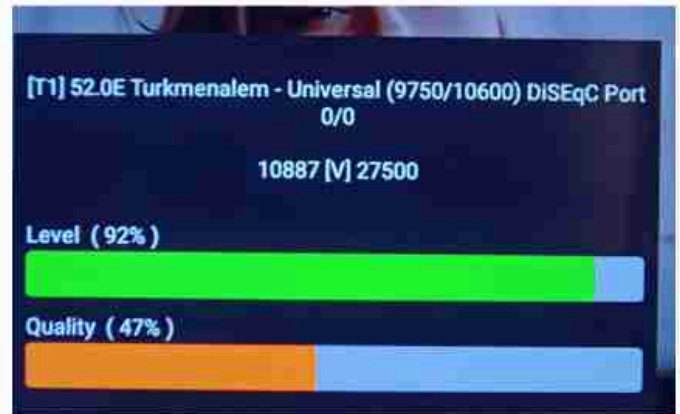 [T1] 52.0E Turkmenalem - Universal (9750/10600) DiSEqC Port
0/0
10887 [V] 27500
Level ( 92% )
Quality ( 47% )